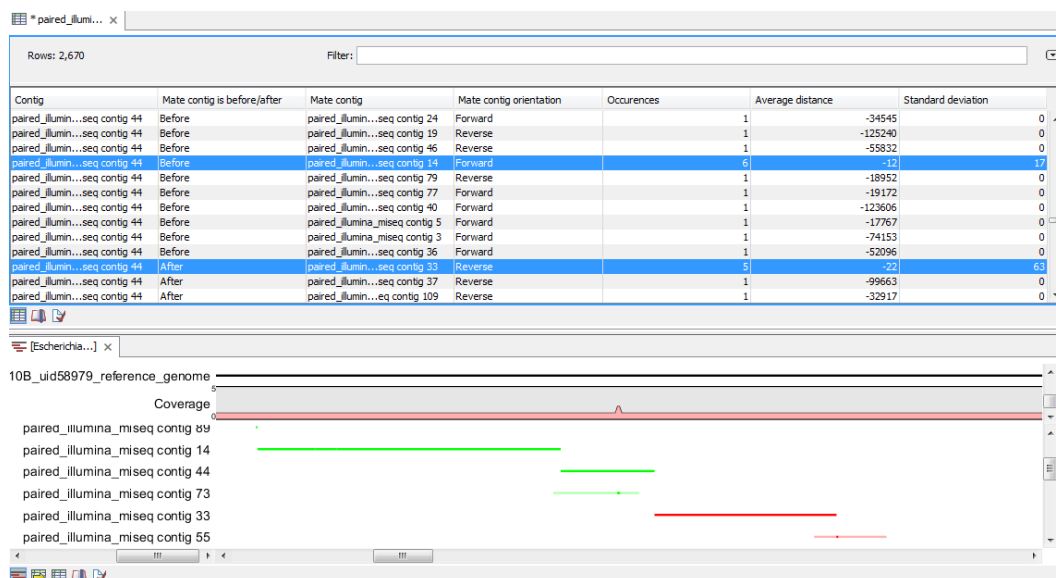 * paired_illumi...
Rows: 2,670 Filter:
Contig Mate contig is before/after Mate contig Mate contig orientation Occurences Average distance Standard deviation
paired_illumin...seq contig 44 Before paired_illumin...seq contig 24 Forward 1 -34545 0
paired_illumin...seq contig 44 Before paired_illumin...seq contig 19 Reverse 1 -125240 0
paired_illumin...seq contig 44 Before paired_illumin...seq contig 46 Reverse 1 -55832 0
paired_illumin...seq contig 44 Before paired_illumin...seq contig 14 Forward 6 -12 17
paired_illumin...seq contig 44 Before paired_illumin...seq contig 79 Reverse 1 -18952 0
paired_illumin...seq contig 44 Before paired_illumin...seq contig 77 Forward 1 -19172 0
paired_illumin...seq contig 44 Before paired_illumin...seq contig 40 Forward 1 -123606 0
paired_illumin...seq contig 44 Before paired_illumina_miseq contig 5 Forward 1 -17767 0
paired_illumin...seq contig 44 Before paired_illumina_miseq contig 3 Forward 1 -74153 0
paired_illumin...seq contig 44 Before paired_illumin...seq contig 36 Forward 1 -52096 0
paired_illumin...seq contig 44 After paired_illumin...seq contig 33 Reverse 5 -22 63
paired_illumin...seq contig 44 After paired_illumin...seq contig 37 Reverse 1 -99663 0
paired_illumin...seq contig 44 After paired_illumin...eq contig 109 Reverse 1 -32917 0
[Escherichia...]
10B_uid58979_reference_genome
5
Coverage
0
paired_illumina_miseq contig 89
paired_illumina_miseq contig 14
paired_illumina_miseq contig 44
paired_illumina_miseq contig 73
paired_illumina_miseq contig 33
paired_illumina_miseq contig 55